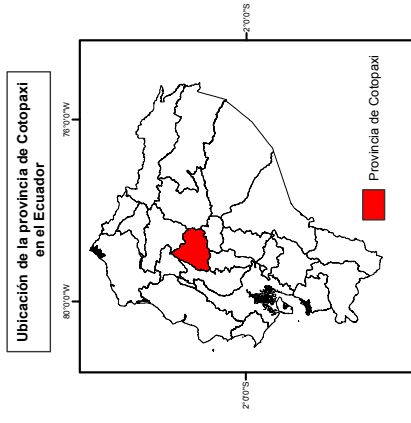 Ubicación de la provincia de Cotopaxi
en el Ecuador
80°0'0"W
76°0'0"W
2°0'0"S
2°0'0"S
Provincia de Cotopaxi